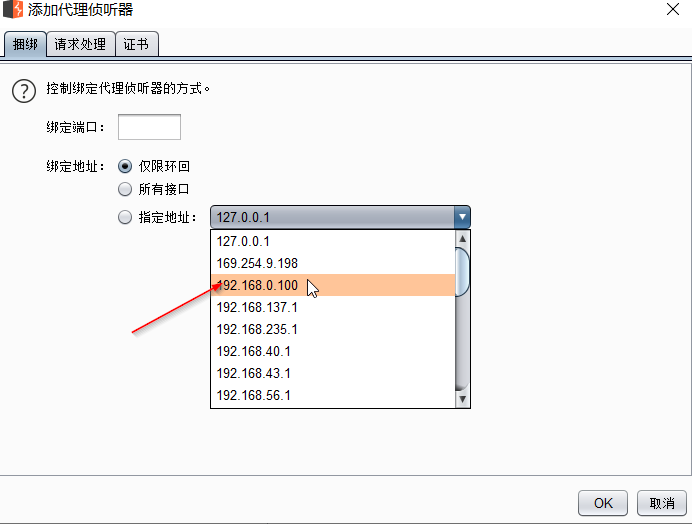 添加代理侦听器
捆绑 请求处理 证书
控制绑定代理侦听器的方式。
绑定端口：
绑定地址： 仅限环回
所有接口
指定地址： 127.0.0.1
127.0.0.1
169.254.9.198
192.168.0.100
192.168.137.1
192.168.235.1
192.168.40.1
192.168.43.1
192.168.56.1
OK 取消